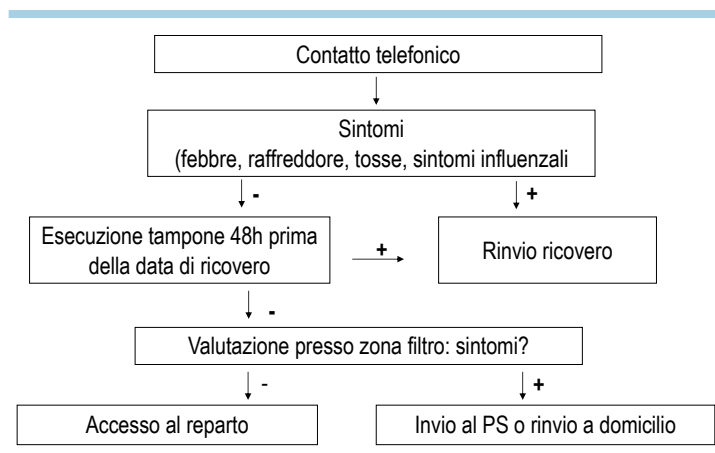 Contatto telefonico
Sintomi
(febbre, raffreddore, tosse, sintomi influenzali
-
+
Esecuzione tampone 48h prima
della data di ricovero
+
Rinvio ricovero
-
Valutazione presso zona filtro: sintomi?
-
+
Accesso al reparto
Invio al PS o rinvio a domicilio